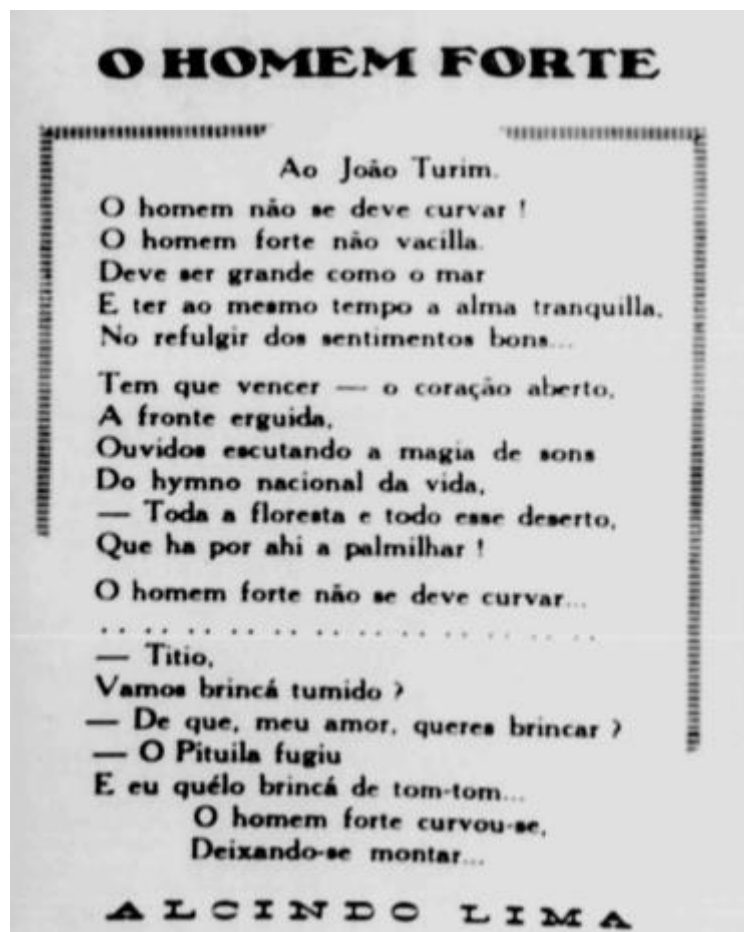 O HOMEM FORTE
Ao João Turim.
O homem não se deve curvar !
O homem forte não vacilla.
Deve ser grande como o mar
E ter ao mesmo tempo a alma tranquilla,
No refulgir dos sentimentos bons...
Tem que vencer — o coração aberto,
A fronte erguida,
Ouvidos escutando a magia de sons
Do hymno nacional da vida,
— Toda a floresta e todo esse deserto,
Que ha por ahi a palmilhar !
O homem forte não se deve curvar...
. . . . . . . . . . . . . . . . . . . . . . .
— Titio,
Vamos brincá tumido ?
— De que, meu amor, queres brincar ?
— O Pituila fugiu
E eu quélo brincá de tom-tom...
O homem forte curvou-se,
Deixando-se montar...
ALCINDO LIMA